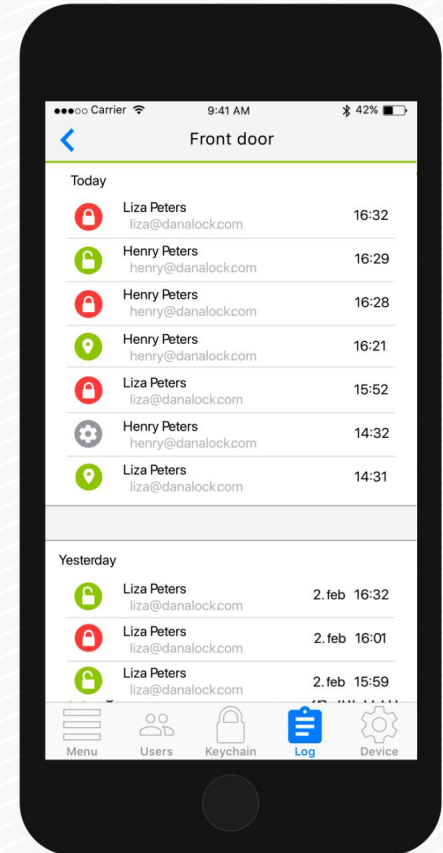 Carrier 9:41 AM 42%
Front door
Today
Liza Peters
liza@danalock.com
16:32
Henry Peters
henry@danalock.com
16:29
Henry Peters
henry@danalock.com
16:28
Henry Peters
henry@danalock.com
16:21
Liza Peters
liza@danalock.com
15:52
Henry Peters
henry@danalock.com
14:32
Liza Peters
liza@danalock.com
14:31
Yesterday
Liza Peters
liza@danalock.com
2. feb 16:32
Liza Peters
liza@danalock.com
2. feb 16:01
Liza Peters
liza@danalock.com
2. feb 15:59
Menu Users Keychain Log Device